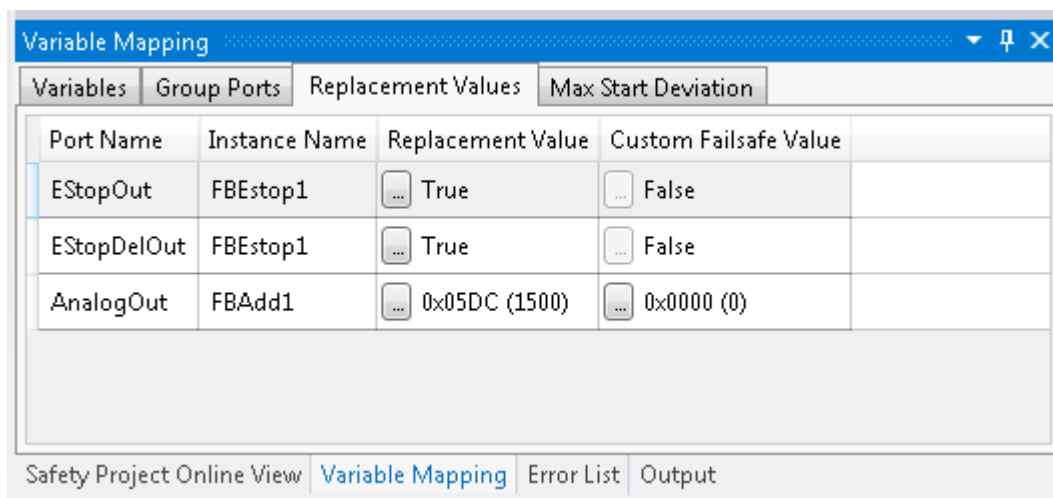 Variable Mapping
Variables Group Ports Replacement Values Max Start Deviation
Port Name Instance Name Replacement Value Custom Failsafe Value
EStopOut FBEstop1 ... True ... False
EStopDelOut FBEstop1 ... True ... False
AnalogOut FBAdd1 ... 0x05DC (1500) ... 0x0000 (0)
Safety Project Online View Variable Mapping Error List Output